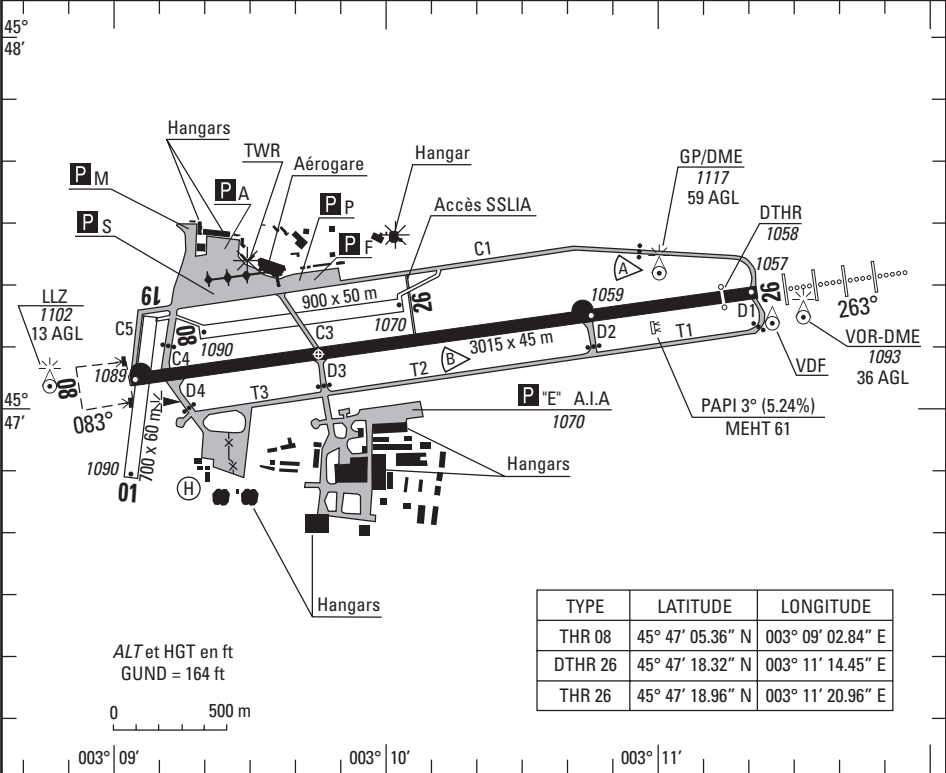 45°
48'
Hangars
TWR
Aérogare
Hangar
GP/DME
1117
59 AGL
P M
P A
P S
P P
P F
Accès SSLIA
DTHR
1058
C1
A
1057
LLZ
1102
13 AGL
19
900 x 50 m
26
1059
26
263°
C5
08
C3
1070
D1
1090
3015 x 45 m
D2
T1
VOR-DME
1093
36 AGL
C4
B
VDF
1089
08
D4
D3
T2
T3
45°
47'
083°
700 x 60 m
P "E" A.I.A
1070
PAPI 3° (5.24%)
MEHT 61
1090
01
H
Hangars
Hangars
TYPE LATITUDE LONGITUDE
THR 08 45° 47' 05.36" N 003° 09' 02.84" E
DTHR 26 45° 47' 18.32" N 003° 11' 14.45" E
THR 26 45° 47' 18.96" N 003° 11' 20.96" E
ALT et HGT en ft
GUND = 164 ft
0 500 m
003° 09' 003° 10' 003° 11'